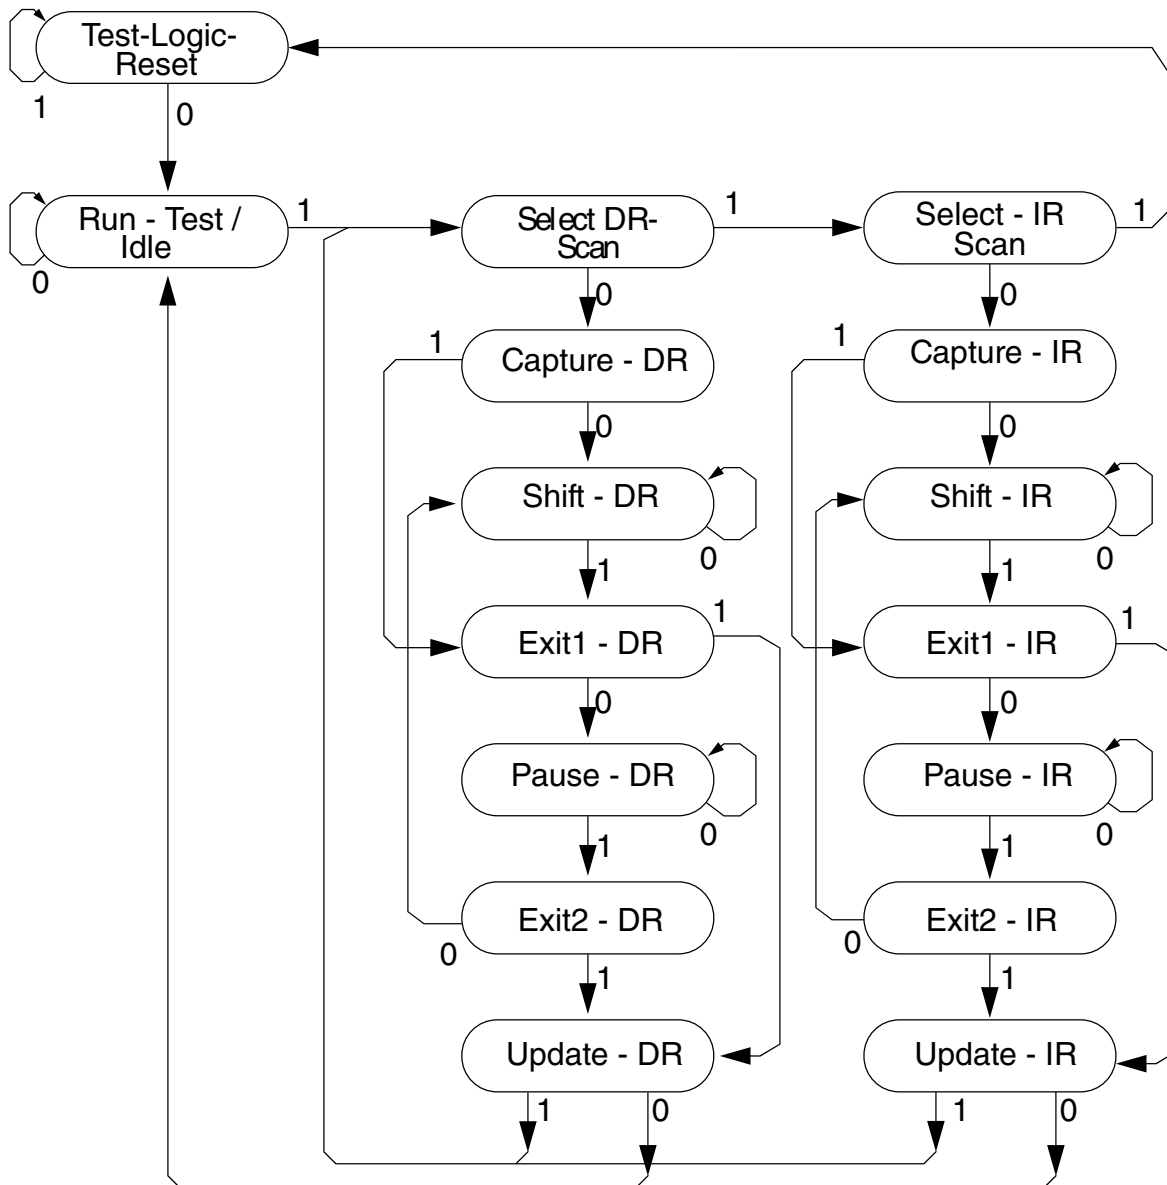 Test-Logic-
Reset
1
0
Run - Test /
Idle
1
0
Select DR-
Scan
1
0
Select - IR
Scan
1
0
1
Capture - DR
0
1
Capture - IR
0
Shift - DR
0
1
Shift - IR
0
1
Exit1 - DR
1
0
Exit1 - IR
1
0
Pause - DR
0
1
Pause - IR
0
1
Exit2 - DR
0
1
Exit2 - IR
0
1
Update - DR
1
0
Update - IR
1
0